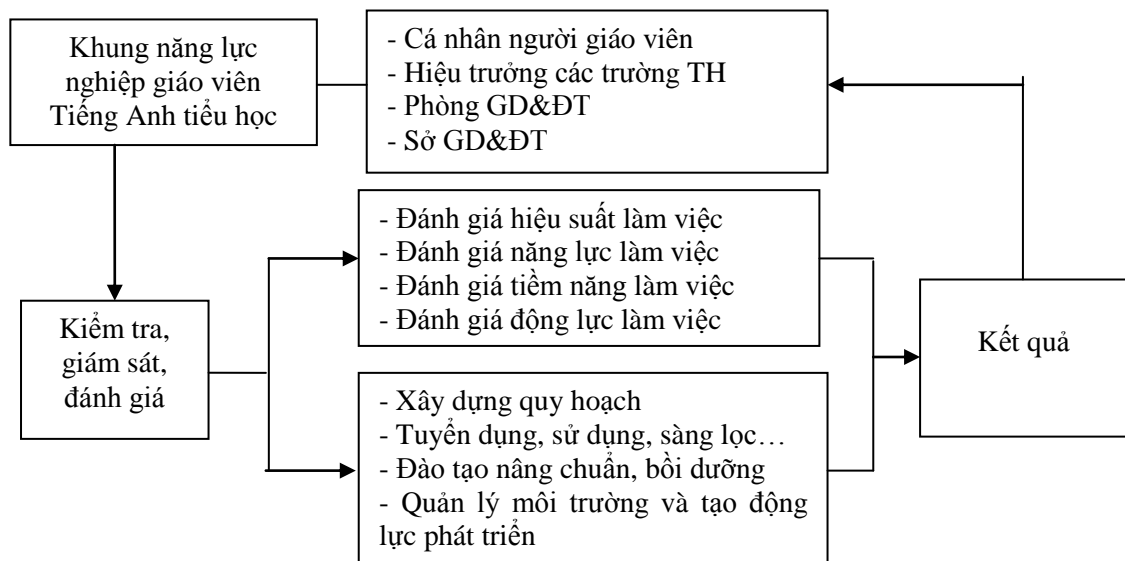 Khung năng lực
nghiệp giáo viên
Tiếng Anh tiểu học
- Cá nhân người giáo viên
- Hiệu trưởng các trường TH
- Phòng GD&ĐT
- Sở GD&ĐT
- Đánh giá hiệu suất làm việc
- Đánh giá năng lực làm việc
- Đánh giá tiềm năng làm việc
- Đánh giá động lực làm việc
Kiểm tra,
giám sát,
đánh giá
Kết quả
- Xây dựng quy hoạch
- Tuyển dụng, sử dụng, sàng lọc…
- Đào tạo nâng chuẩn, bồi dưỡng
- Quản lý môi trường và tạo động
lực phát triển